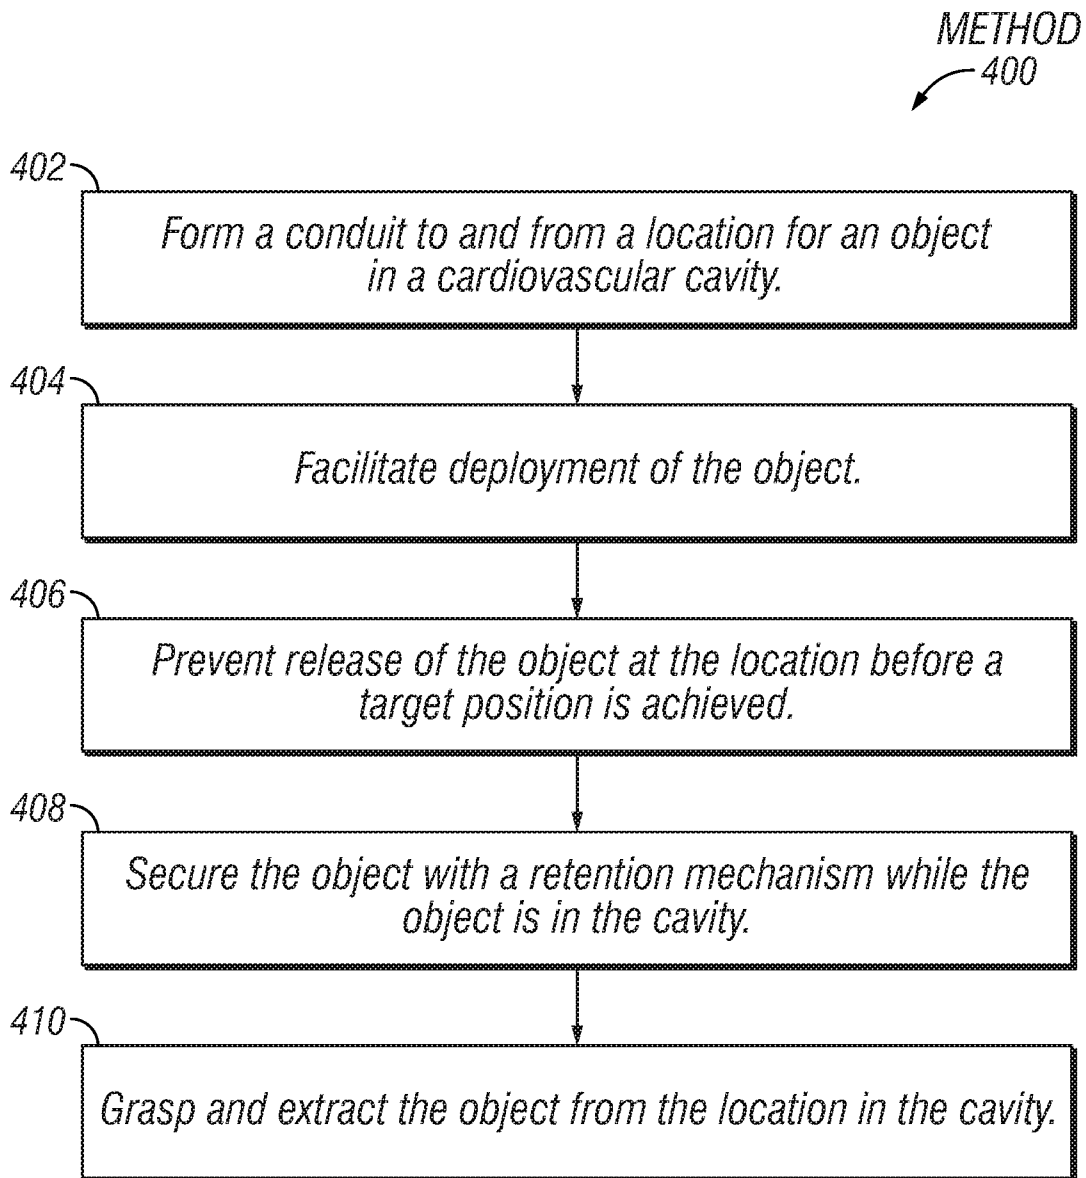 METHOD
400
402
Form a conduit to and from a location for an object
in a cardiovascular cavity.
404
Facilitate deployment of the object.
406
Prevent release of the object at the location before a
target position is achieved.
408
Secure the object with a retention mechanism while the
object is in the cavity.
410
Grasp and extract the object from the location in the cavity.